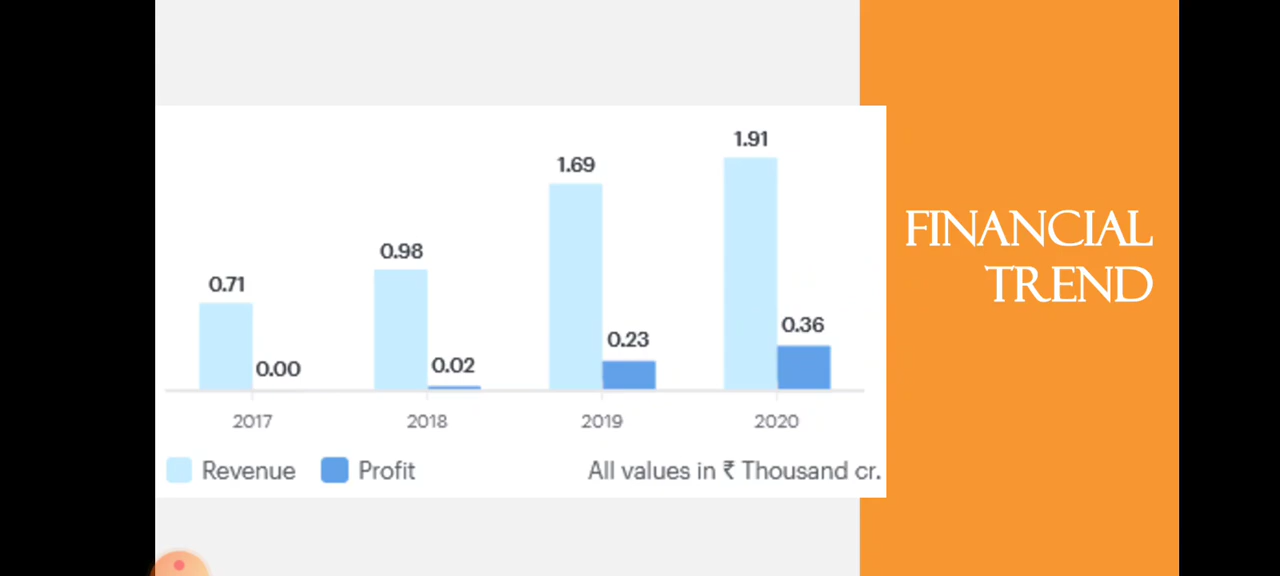 FINANCIAL
TREND
1.91
1.69
0.98
0.71
0.36
0.23
0.02
0.00
2017 2018 2019 2020
Revenue Profit All values in ₹ Thousand cr.